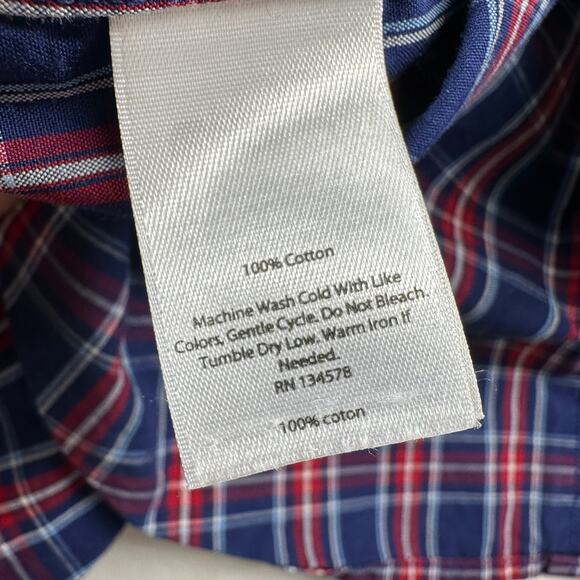 100% Cotton
Machine Wash Cold With Like
Colors, Gentle Cycle. Do Not Bleach.
Tumble Dry Low. Warm Iron If
Needed.
RN 134578
100% coton